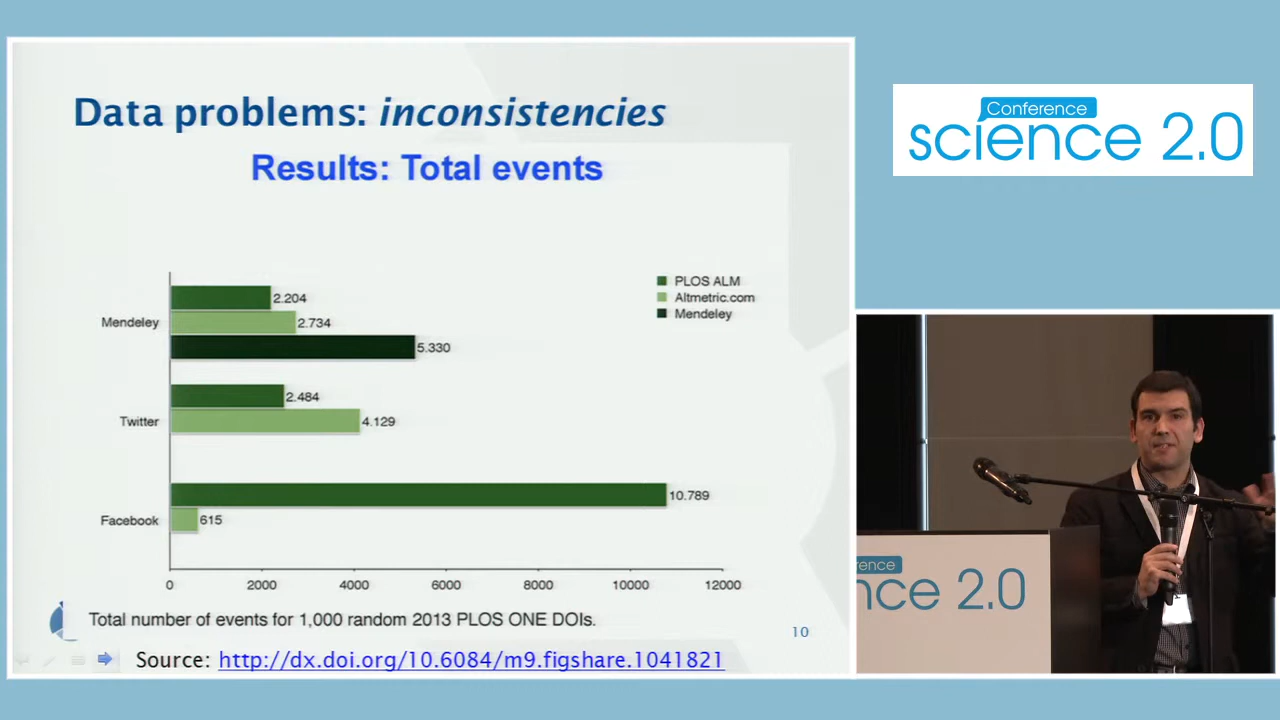 Data problems: inconsistencies
Results: Total events
PLOS ALM
Altmetric.com
Mendeley
Mendeley
2.204
2.734
5.330
Twitter
2.484
4.129
Facebook
10.789
615
0 2000 4000 6000 8000 10000 12000
Total number of events for 1,000 random 2013 PLOS ONE DOIs.
10
Source: http://dx.doi.org/10.6084/m9.figshare.1041821
Conference
science 2.0
rence
nce 2.0